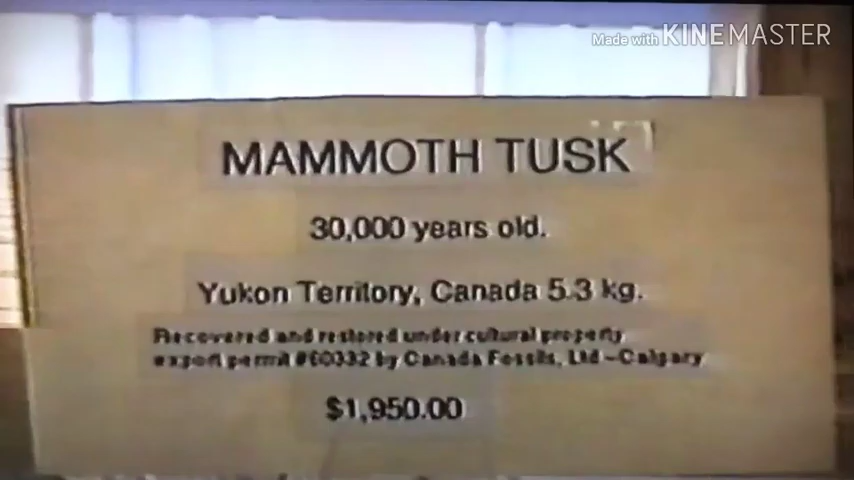 Made with KINEMASTER
MAMMOTH TUSK
30,000 years old.
Yukon Territory, Canada 5.3 kg.
Recovered and restored under cultural property
export permit #60332 by Canada Fossils, Ltd-Calgary
$1,950.00